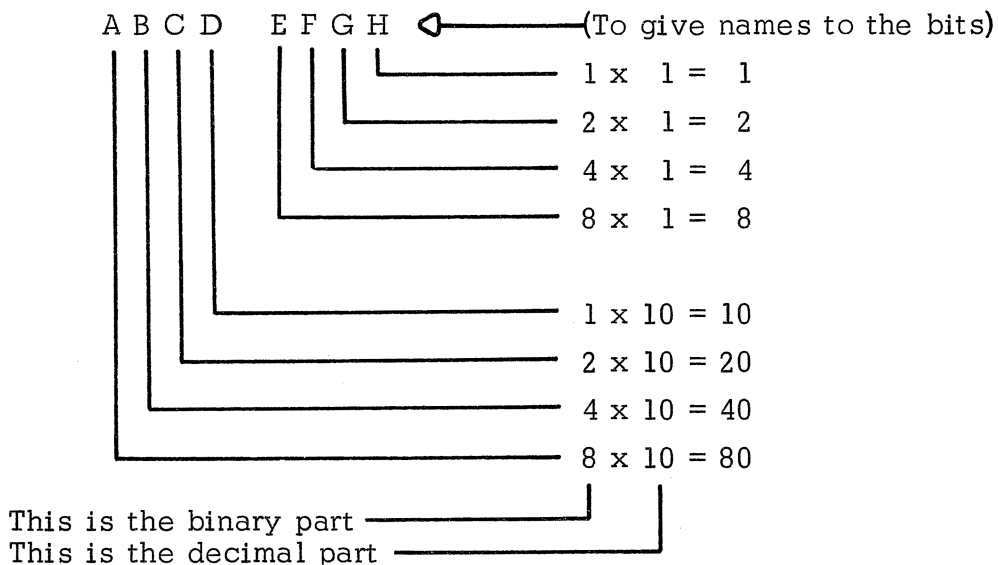 A B C D E F G H (To give names to the bits)
1 x 1 = 1
2 x 1 = 2
4 x 1 = 4
8 x 1 = 8
1 x 10 = 10
2 x 10 = 20
4 x 10 = 40
8 x 10 = 80
This is the binary part
This is the decimal part